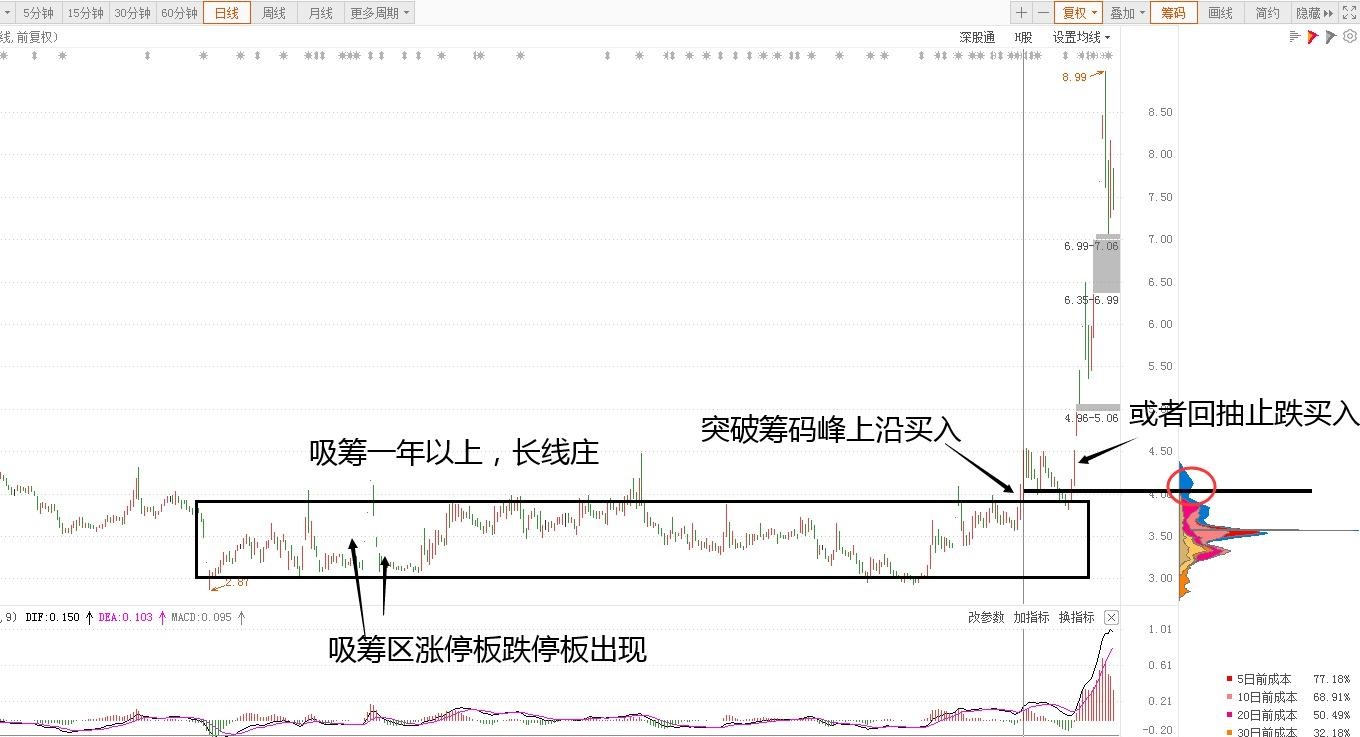 5分钟 15分钟 30分钟 60分钟 日线 周线 月线 更多周期 复权 叠加 筹码 画线 简约 隐藏
线,前复权) 深股通 H股 设置均线
8.99
8.50
8.00
7.50
7.00
6.99-7.06
6.50
6.35-6.99
6.00
5.50
4.96-5.06
或者回抽止跌买入
突破筹码峰上沿买入
吸筹一年以上，长线庄
4.50
4.00
3.50
3.00
2.87
,9) DIF:0.150 DEA:0.103 MACD:0.095 改参数 加指标 换指标
吸筹区涨停板跌停板出现
1.01
0.61
0.21
-0.20
5日前成本 77.18%
10日前成本 68.91%
20日前成本 50.49%
30日前成本 32.18%